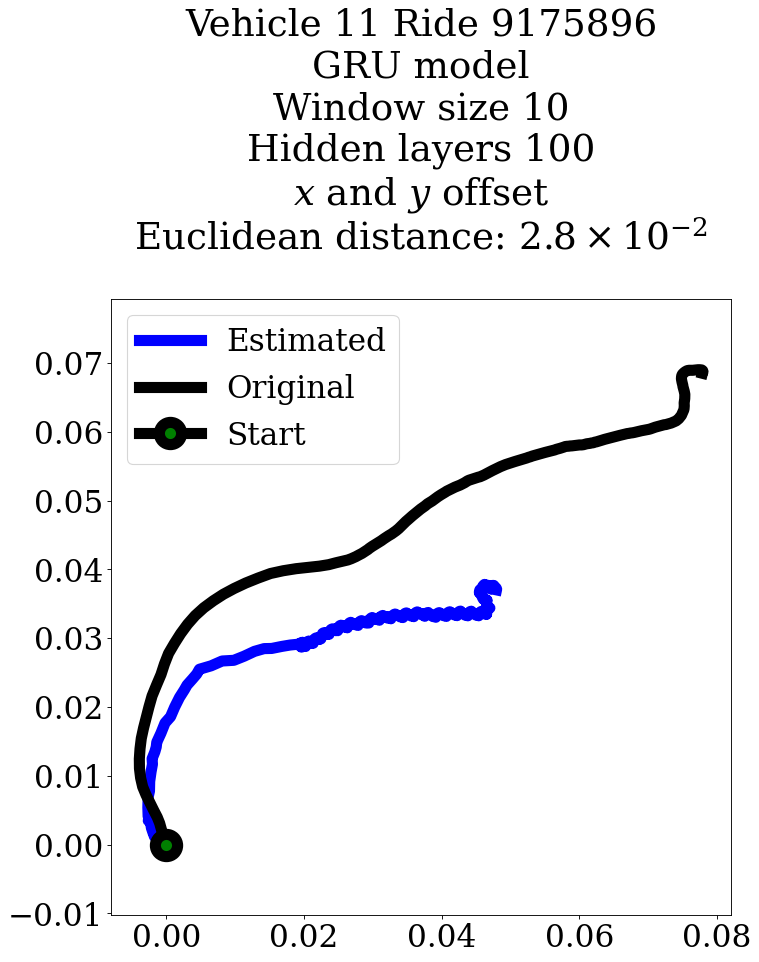 Vehicle 11 Ride 9175896
GRU model
Window size 10
Hidden layers 100
x and y offset
Euclidean distance: 2.8 × 10⁻²
Estimated
Original
Start
0.07
0.06
0.05
0.04
0.03
0.02
0.01
0.00
−0.01
0.00 0.02 0.04 0.06 0.08